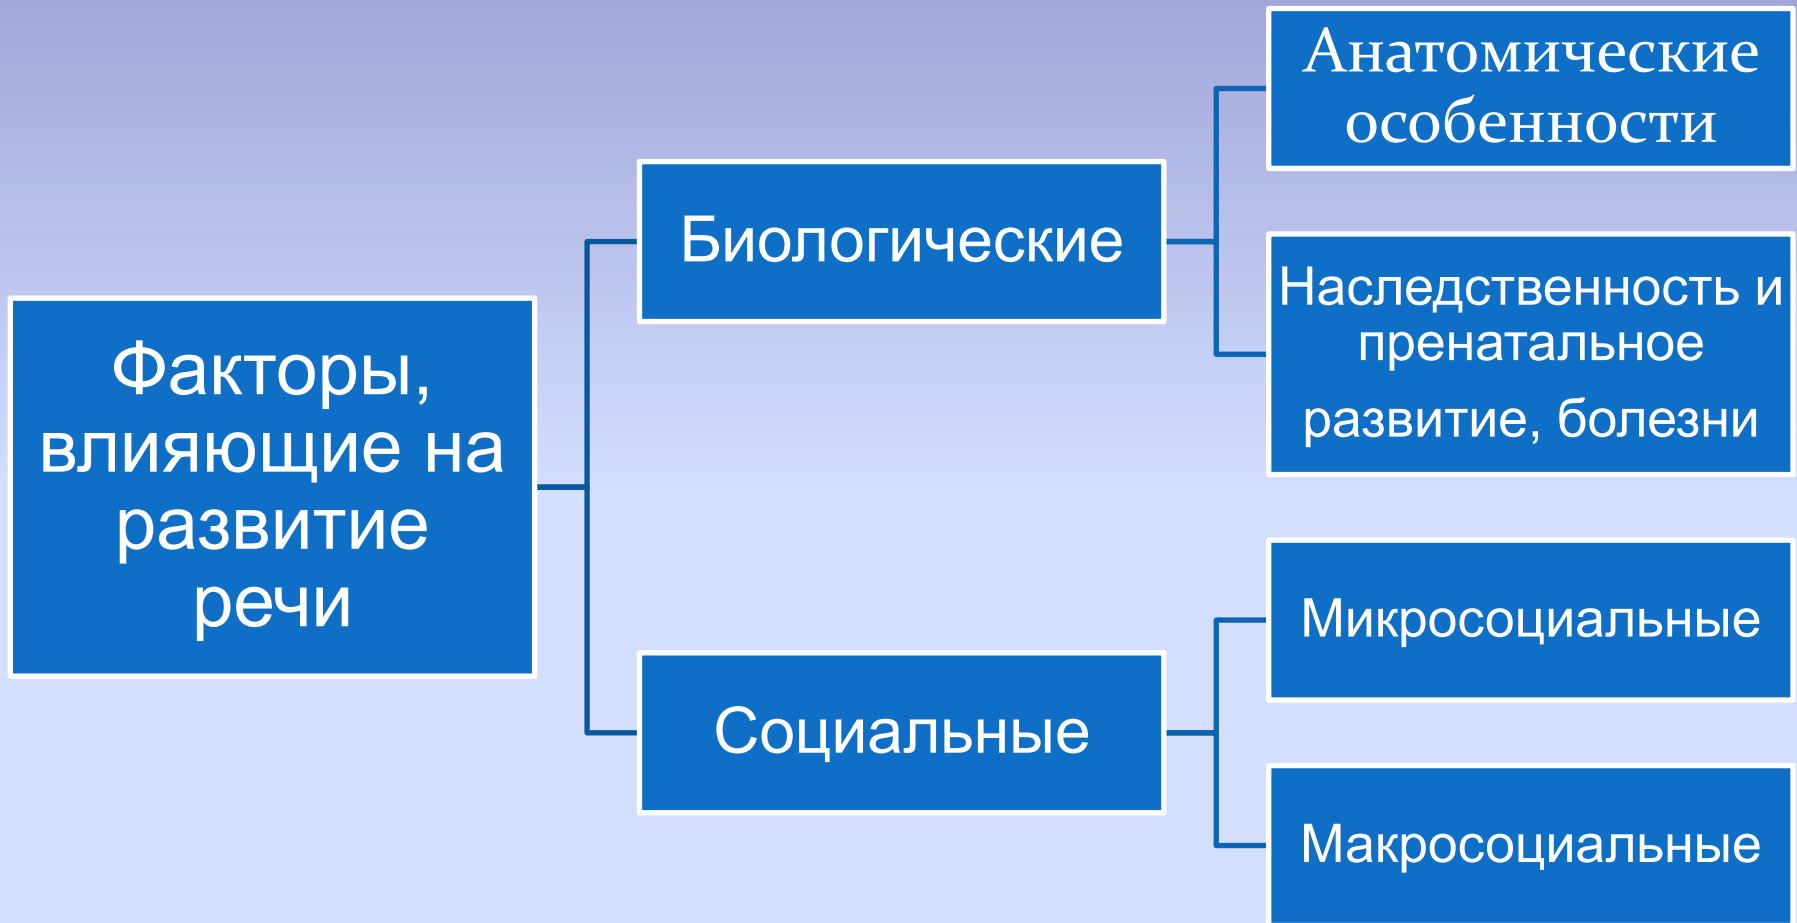 Факторы,
влияющие на
развитие
речи
Биологические
Анатомические
особенности
Наследственность и
пренатальное
развитие, болезни
Социальные
Микросоциальные
Макросоциальные